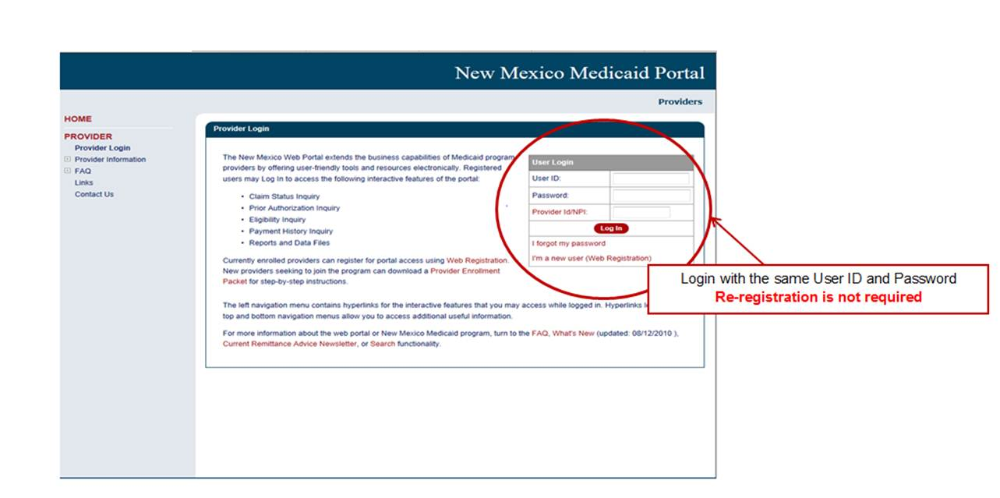 New Mexico Medicaid Portal
Providers
HOME
PROVIDER
Provider Login
Provider Information
FAQ
Links
Contact Us
Provider Login
The New Mexico Web Portal extends the business capabilities of Medicaid program
providers by offering user-friendly tools and resources electronically. Registered
users may Log In to access the following interactive features of the portal:
• Claim Status Inquiry
• Prior Authorization Inquiry
• Eligibility Inquiry
• Payment History Inquiry
• Reports and Data Files
Currently enrolled providers can register for portal access using Web Registration.
New providers seeking to join the program can download a Provider Enrollment
Packet for step-by-step instructions.
The left navigation menu contains hyperlinks for the interactive features that you may access while logged in. Hyperlinks
top and bottom navigation menus allow you to access additional useful information.
For more information about the web portal or New Mexico Medicaid program, turn to the FAQ, What's New (updated: 08/12/2010 ),
Current Remittance Advice Newsletter, or Search functionality.
User Login
User ID:
Password:
Provider Id/NPI:
Log In
I forgot my password
I'm a new user (Web Registration)
Login with the same User ID and Password
Re-registration is not required